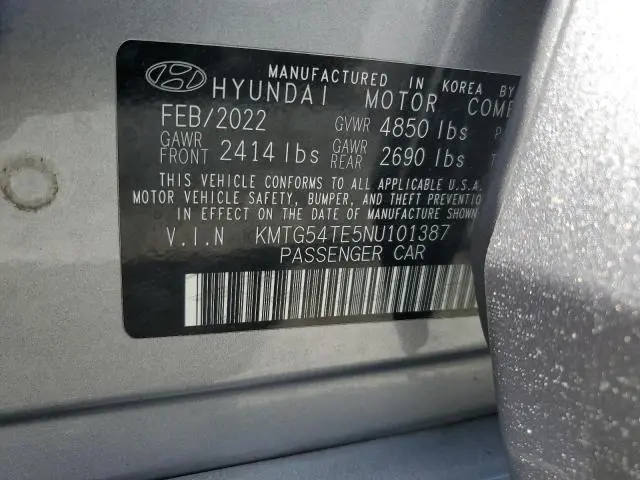 MANUFACTURED IN KOREA BY
HYUNDAI MOTOR COMP
FEB/2022 GVWR 4850 lbs P
GAWR FRONT 2414 lbs GAWR REAR 2690 lbs
THIS VEHICLE CONFORMS TO ALL APPLICABLE U.S.A.
MOTOR VEHICLE SAFETY, BUMPER, AND THEFT PREVENTION
IN EFFECT ON THE DATE OF MANUFACTURE SHOWN
V.I.N KMTG54TE5NU101387
PASSENGER CAR